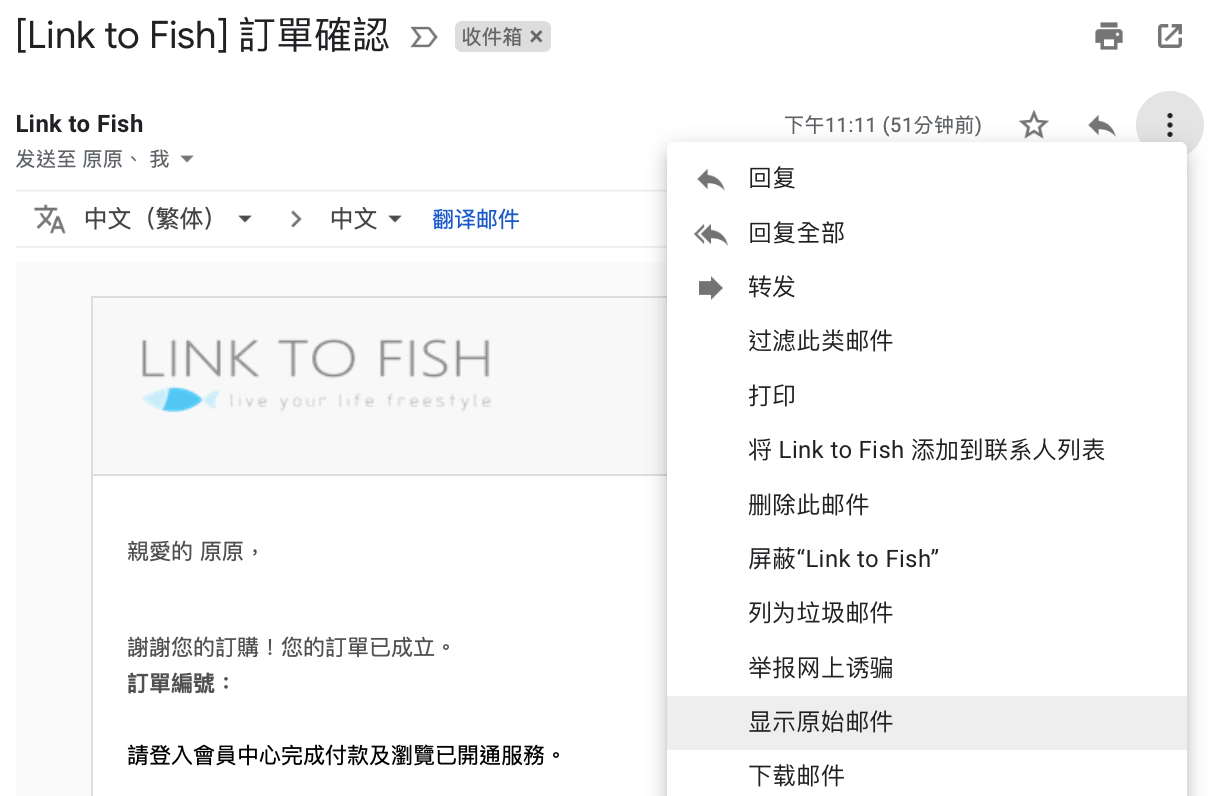 [Link to Fish] 訂單確認 收件箱 ×
Link to Fish
下午11:11 (51分钟前)
发送至 原原、 我
中文（繁体） > 中文 翻译邮件
LINK TO FISH
live your life freestyle
親愛的 原原，
謝謝您的訂購！您的訂單已成立。
訂單編號：
請登入會員中心完成付款及瀏覽已開通服務。
回复
回复全部
转发
过滤此类邮件
打印
将 Link to Fish 添加到联系人列表
删除此邮件
屏蔽“Link to Fish”
列为垃圾邮件
举报网上诱骗
显示原始邮件
下载邮件